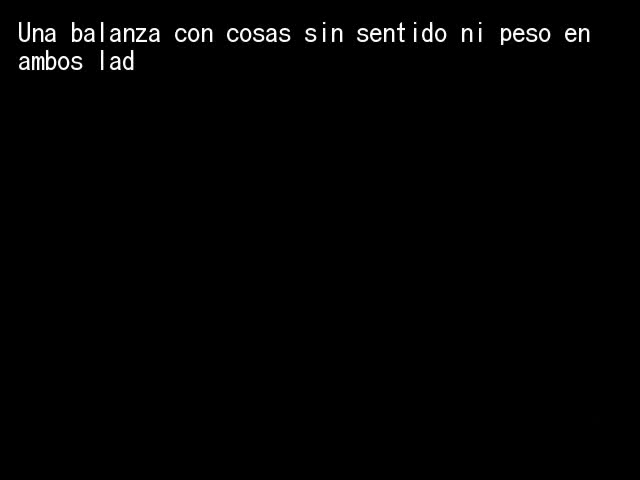 Una balanza con cosas sin sentido ni peso en
ambos lad